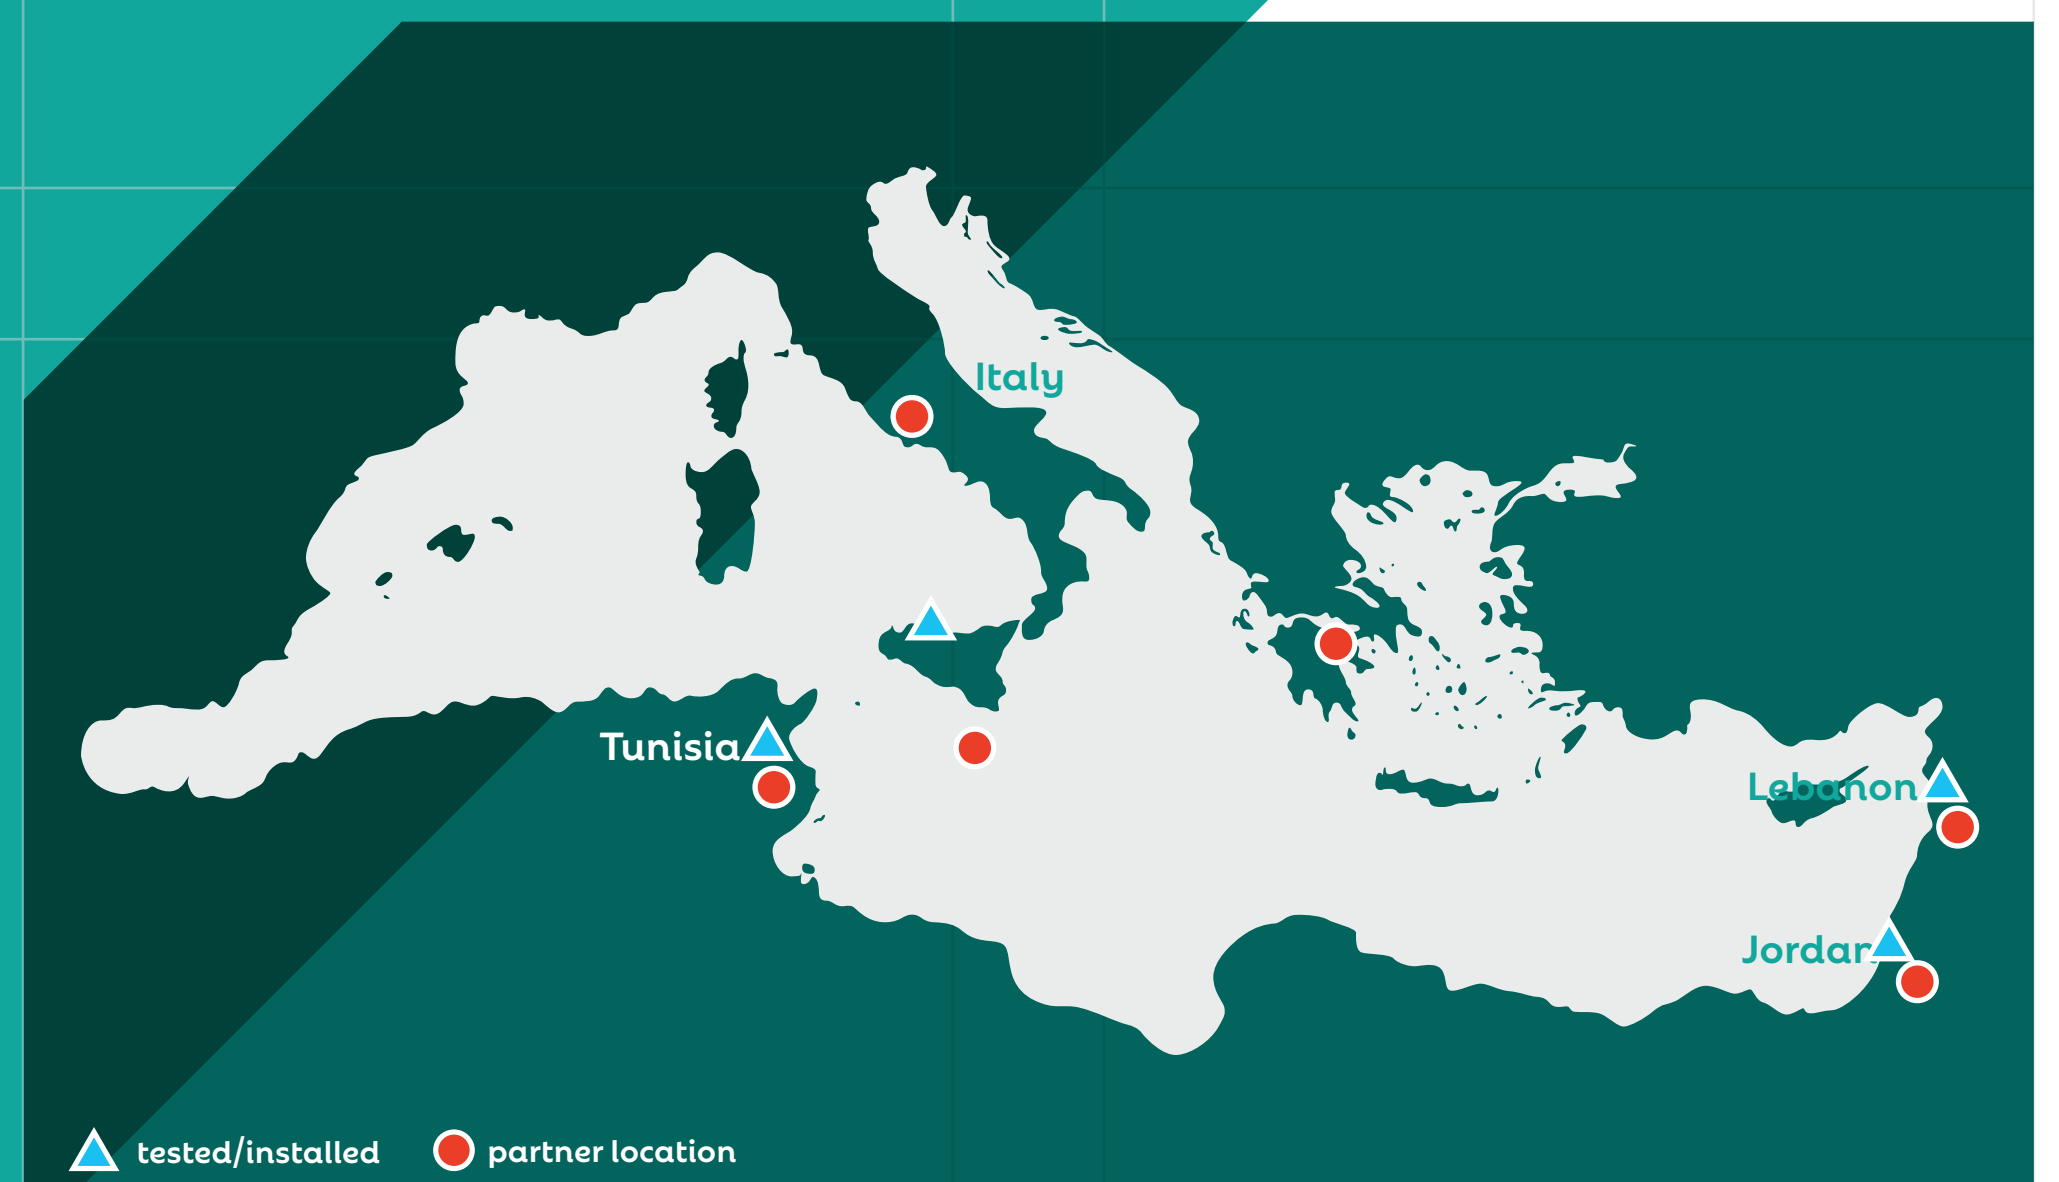 Italy
Tunisia
Lebanon
Jordan
tested/installed
partner location